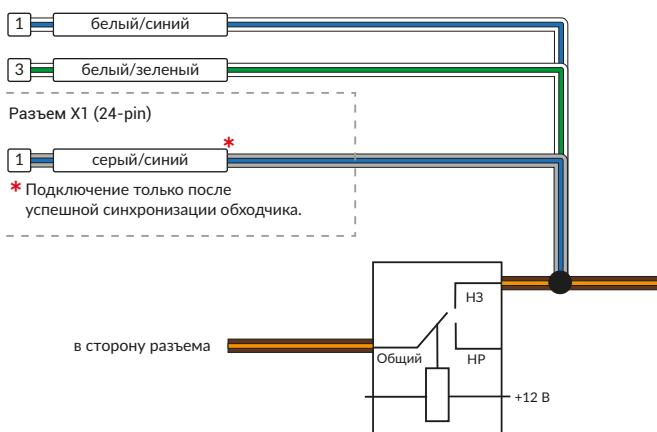 1 белый/синий
3 белый/зеленый
Разъем X1 (24-pin)
1 серый/синий *
* Подключение только после
успешной синхронизации обходчика.
НЗ
в сторону разъема
Общий НР
+12 В